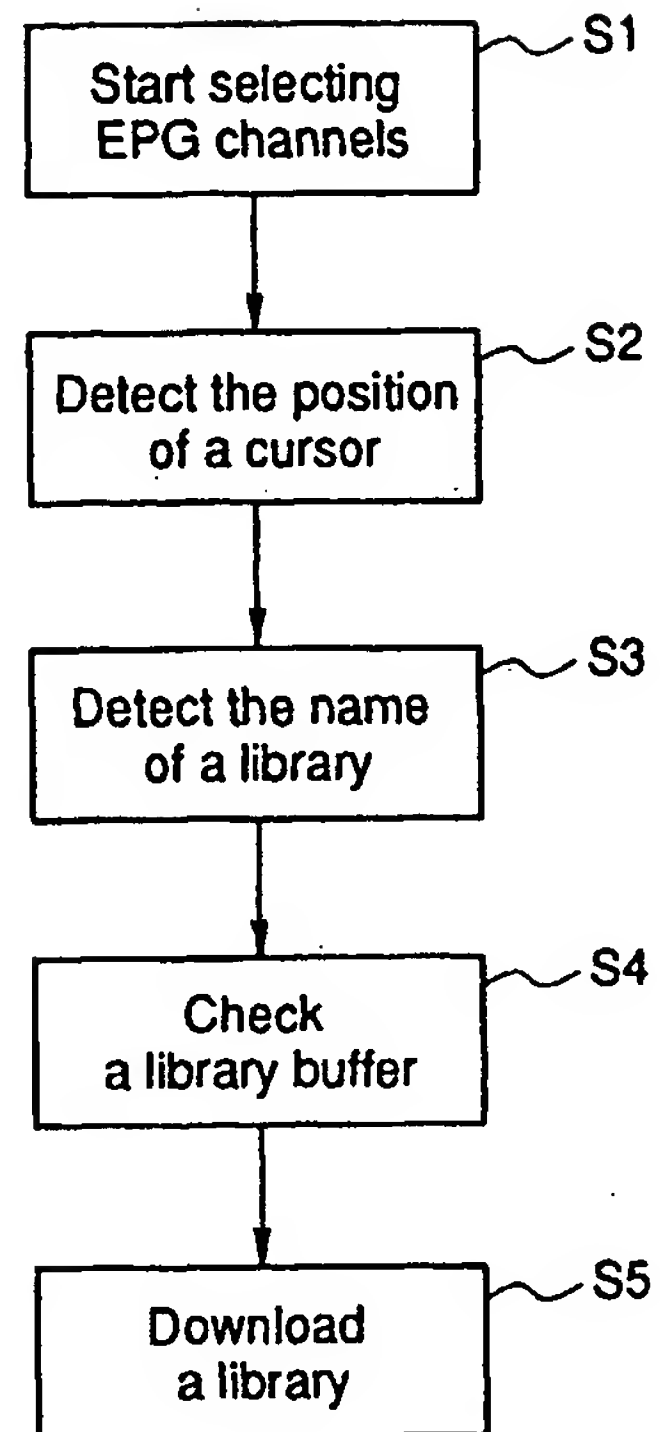 Start selecting
EPG channels
S1
Detect the position
of a cursor
S2
Detect the name
of a library
S3
Check
a library buffer
S4
Download
a library
S5